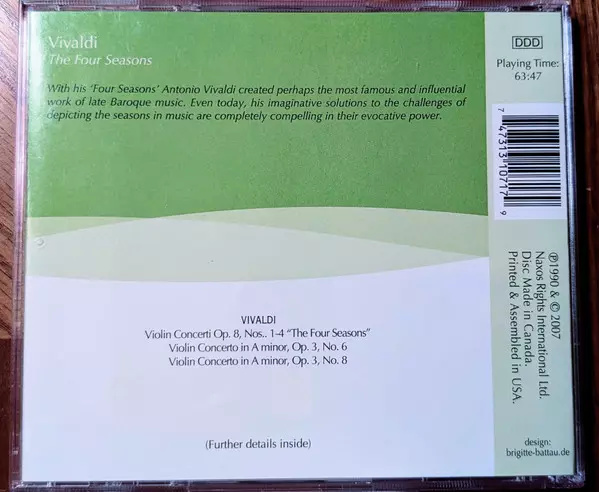 Vivaldi
The Four Seasons
With his 'Four Seasons' Antonio Vivaldi created perhaps the most famous and influential
work of late Baroque music. Even today, his imaginative solutions to the challenges of
depicting the seasons in music are completely compelling in their evocative power.
VIVALDI
Violin Concerti Op. 8, Nos.. 1-4 "The Four Seasons"
Violin Concerto in A minor, Op. 3, No. 6
Violin Concerto in A minor, Op. 3, No. 8
(Further details inside)
DDD
Playing Time:
63:47
7 47313 10717 9
℗1990 & © 2007
Naxos Rights International Ltd.
Disc Made in Canada.
Printed & Assembled in USA.
design:
brigitte-battau.de